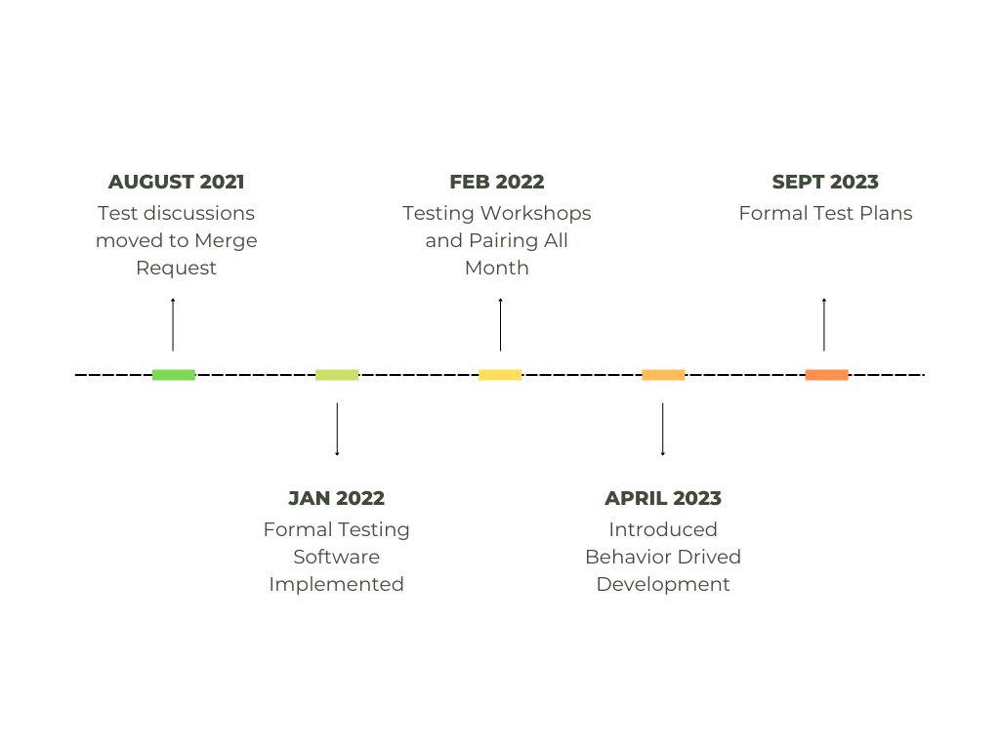 AUGUST 2021
Test discussions
moved to Merge
Request
JAN 2022
Formal Testing
Software
Implemented
FEB 2022
Testing Workshops
and Pairing All
Month
APRIL 2023
Introduced
Behavior Drived
Development
SEPT 2023
Formal Test Plans